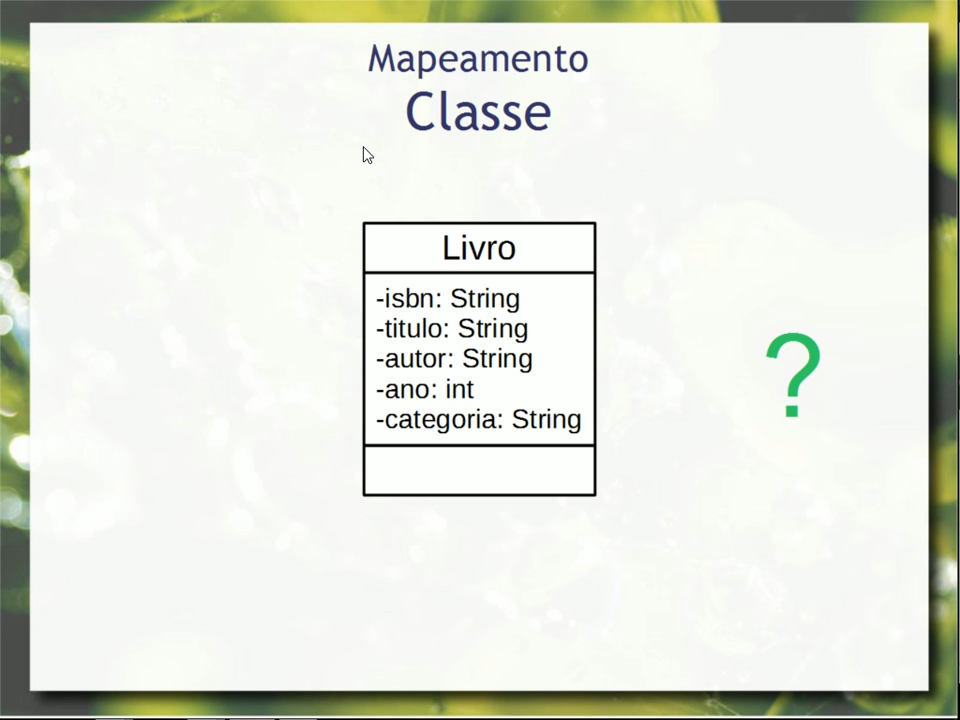 Mapeamento
Classe
Livro
-isbn: String
-titulo: String
-autor: String
-ano: int
-categoria: String
?